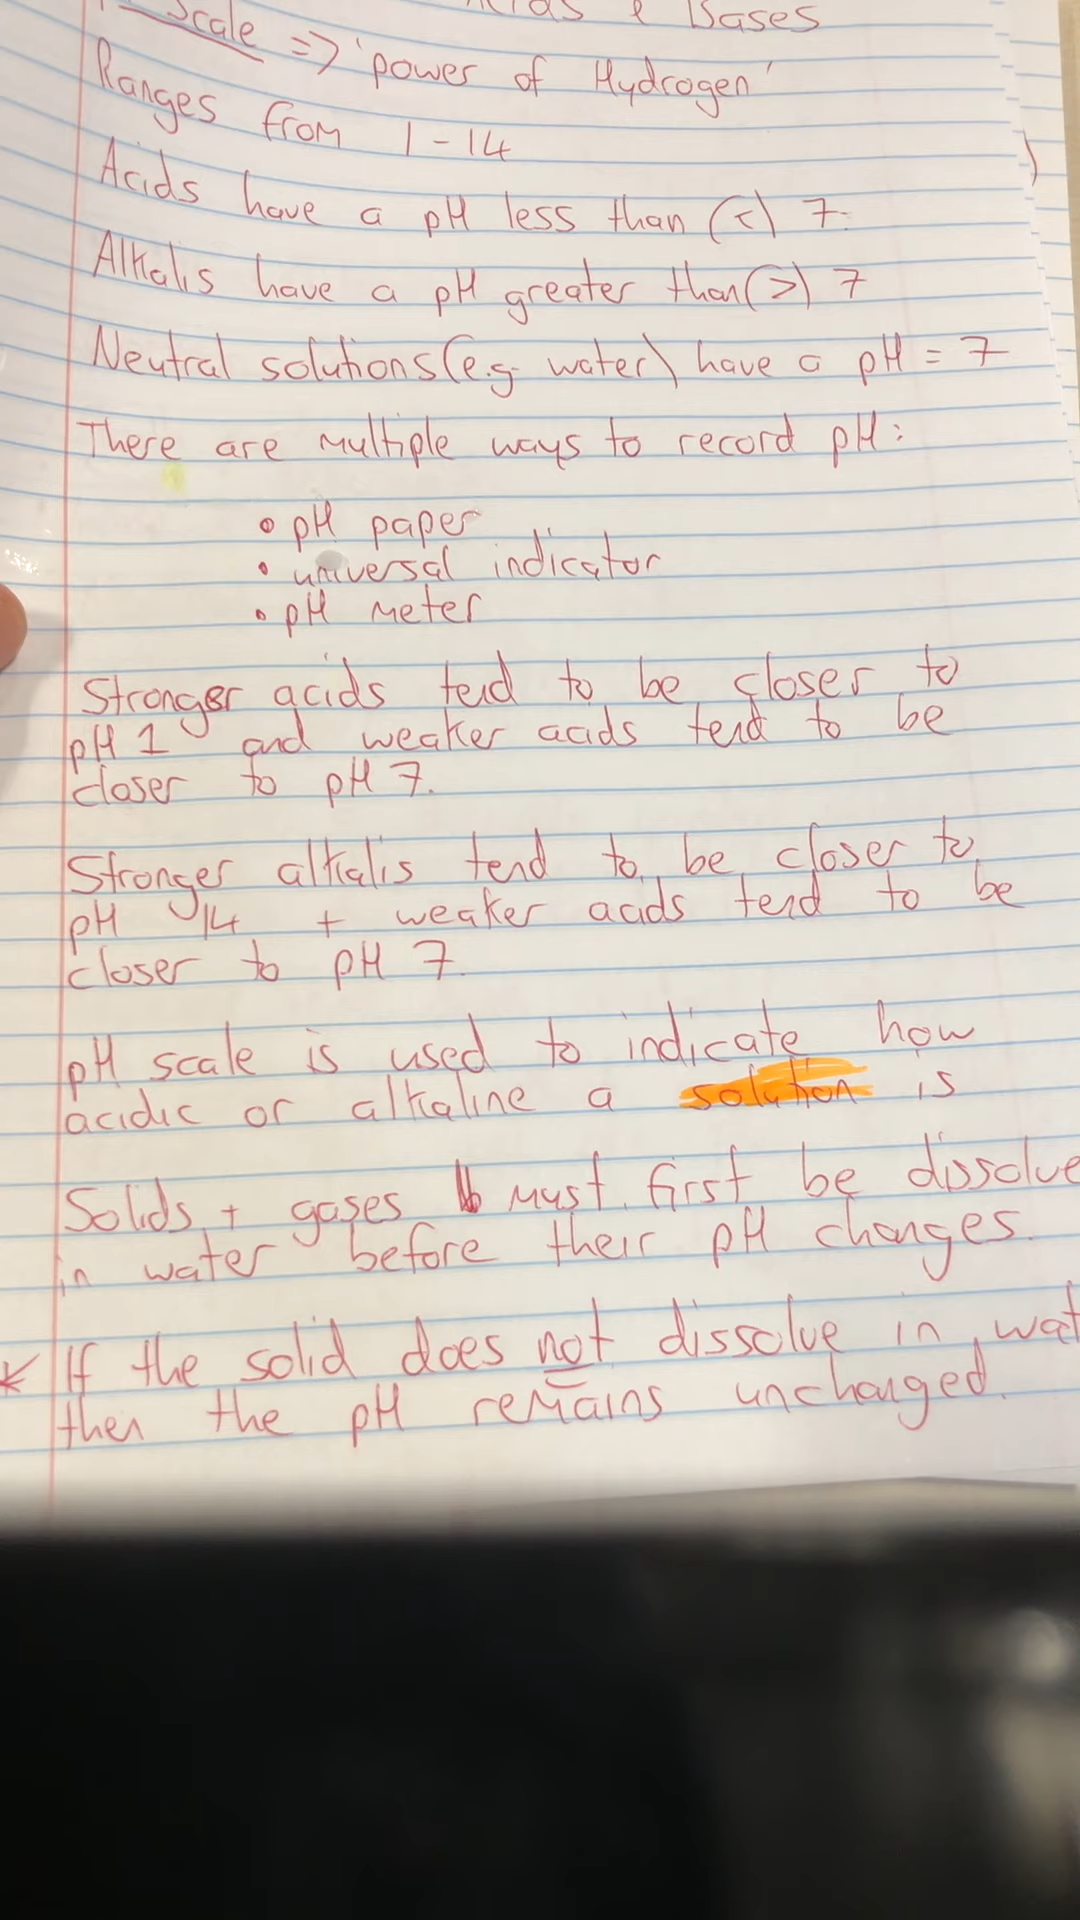 & Bases
Scale => 'power of Hydrogen'
Ranges from 1 - 14
Acids have a pH less than (<) 7.
Alkalis have a pH greater than (>) 7
Neutral solutions (e.g. water) have a pH = 7
There are multiple ways to record pH:
• pH paper
• universal indicator
• pH meter
Stronger acids tend to be closer to
pH 1 and weaker acids tend to be
closer to pH 7.
Stronger alkalis tend to be closer to
pH 14 + weaker acids tend to be
closer to pH 7.
pH scale is used to indicate how
acidic or alkaline a solution is
Solids + gases must first be dissolve
in water before their pH changes.
* If the solid does not dissolve in wat
then the pH remains unchanged.